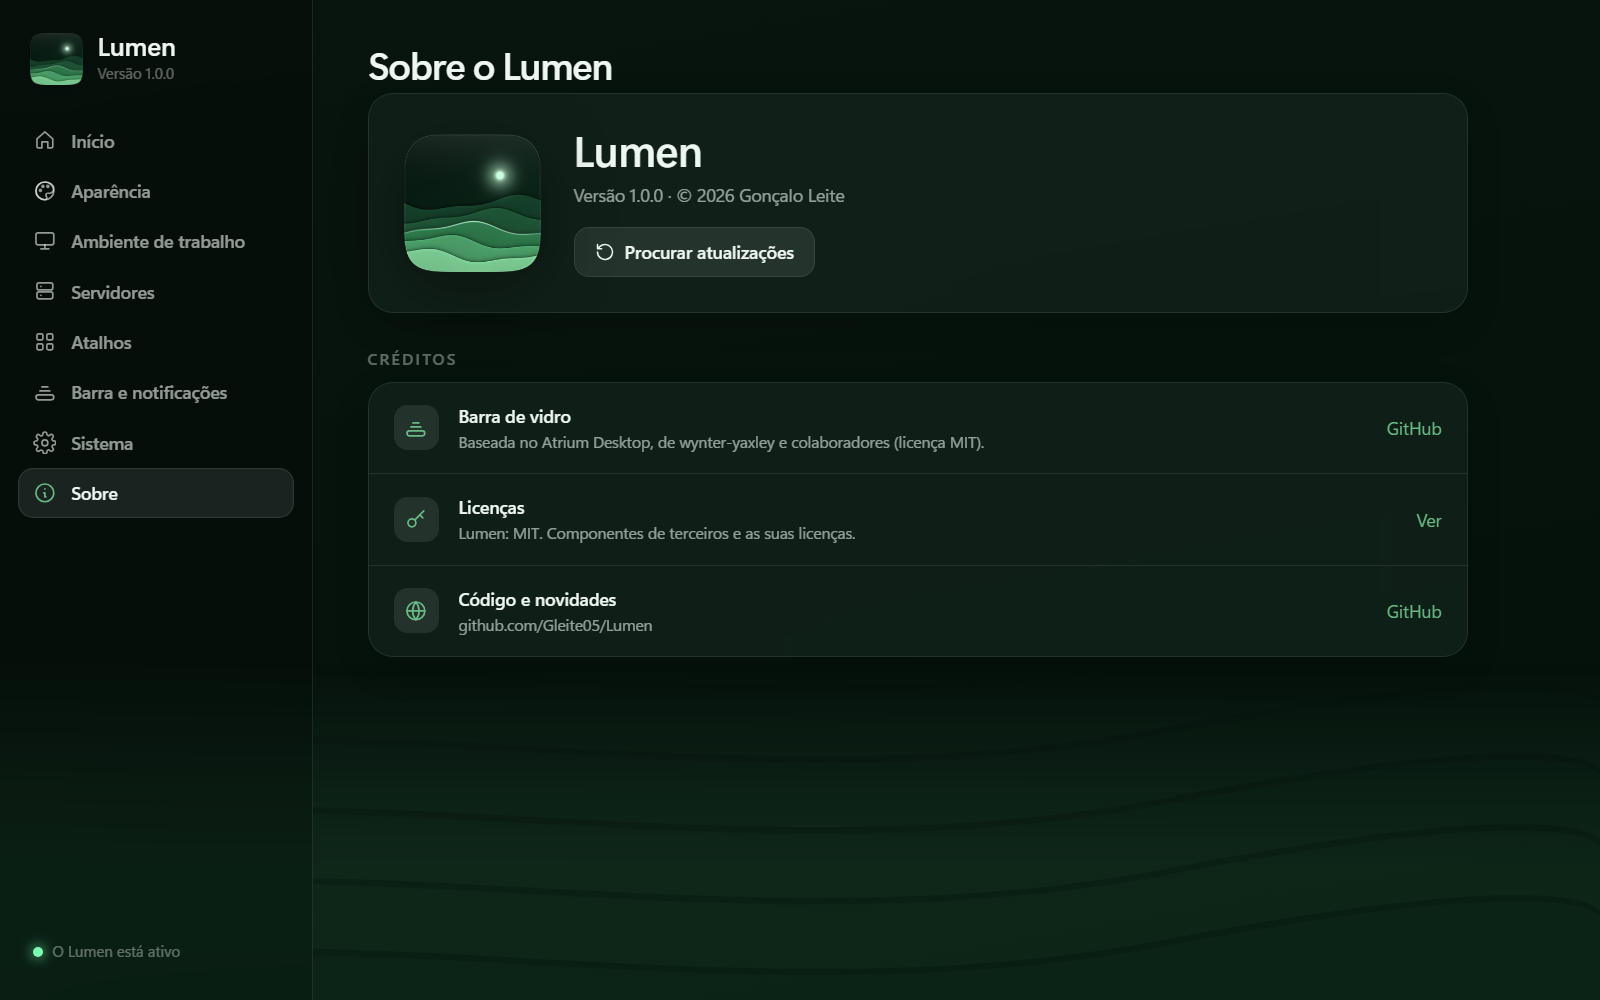 Lumen
Versão 1.0.0
Início
Aparência
Ambiente de trabalho
Servidores
Atalhos
Barra e notificações
Sistema
Sobre
O Lumen está ativo
Sobre o Lumen
Lumen
Versão 1.0.0 · © 2026 Gonçalo Leite
Procurar atualizações
CRÉDITOS
Barra de vidro
Baseada no Atrium Desktop, de wynter-yaxley e colaboradores (licença MIT).
GitHub
Licenças
Lumen: MIT. Componentes de terceiros e as suas licenças.
Ver
Código e novidades
github.com/Gleite05/Lumen
GitHub